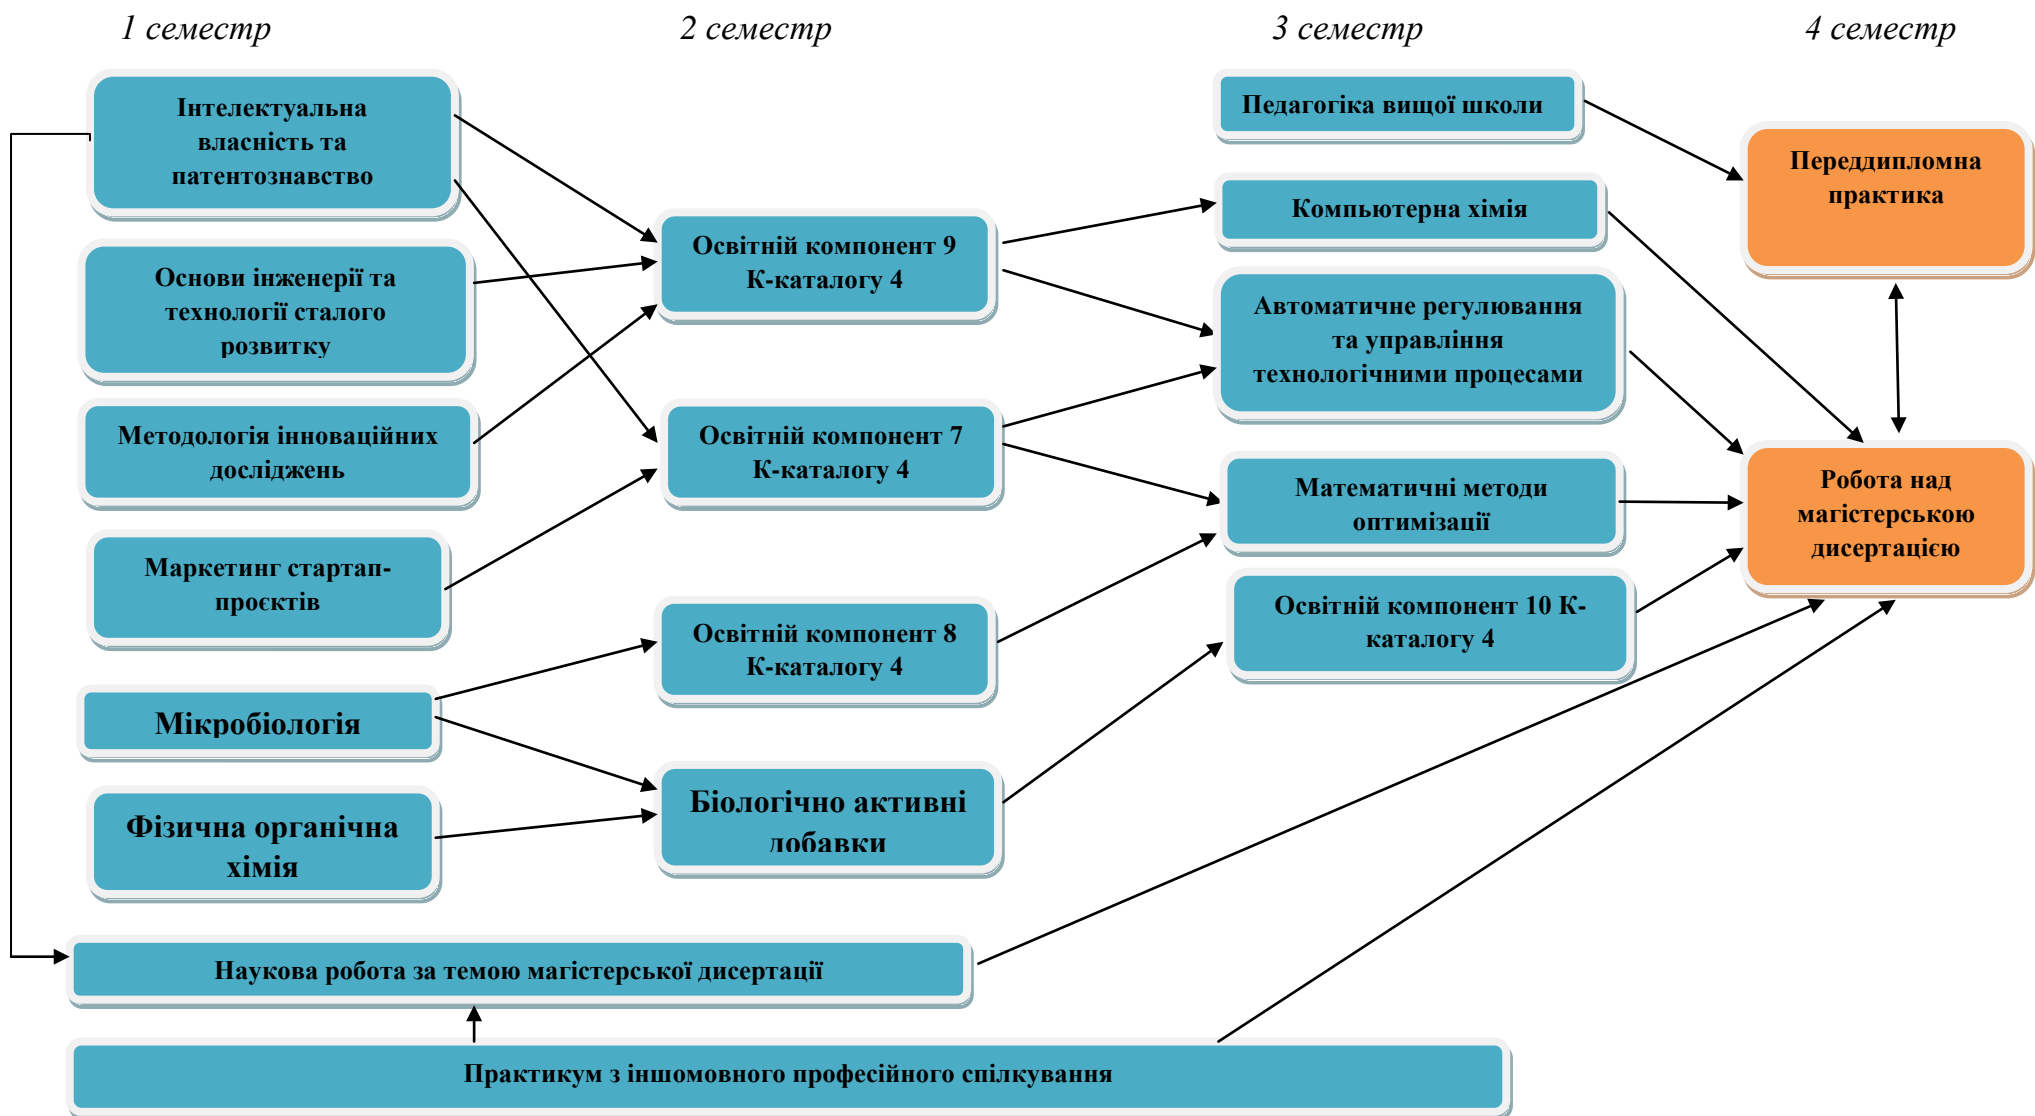 1 семестр
2 семестр
3 семестр
4 семестр
Інтелектуальна
власність та
патентознавство
Основи інженерії та
технології сталого
розвитку
Методологія інноваційних
досліджень
Маркетинг стартап-
проєктів
Мікробіологія
Фізична органічна
хімія
Освітній компонент 9
К-каталогу 4
Освітній компонент 7
К-каталогу 4
Освітній компонент 8
К-каталогу 4
Біологічно активні
добавки
Педагогіка вищої школи
Компьютерна хімія
Автоматичне регулювання
та управління
технологічними процесами
Математичні методи
оптимізації
Освітній компонент 10 К-
каталогу 4
Переддипломна
практика
Робота над
магістерською
дисертацією
Наукова робота за темою магістерської дисертації
Практикум з іншомовного професійного спілкування